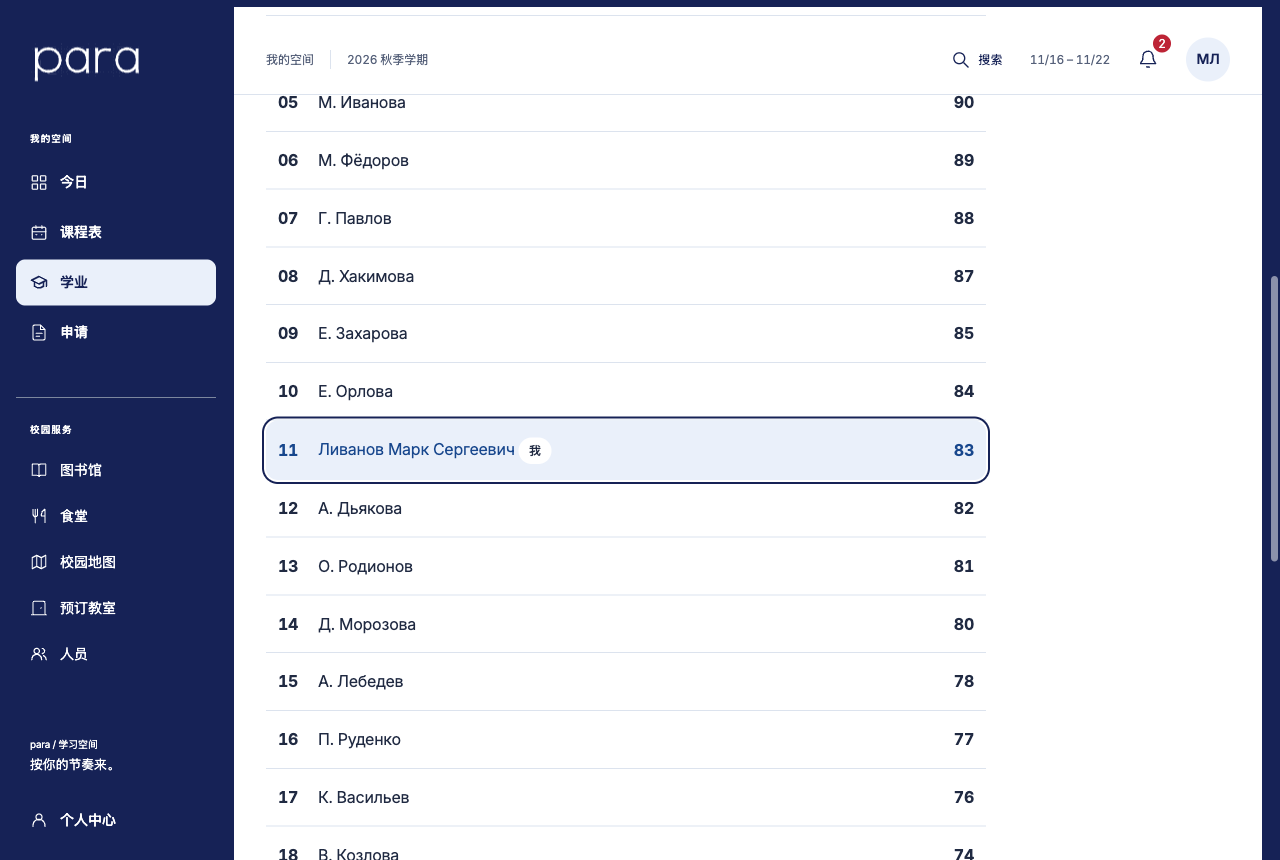 para
我的空间
今日
课程表
学业
申请
校园服务
图书馆
食堂
校园地图
预订教室
人员
para / 学习空间
按你的节奏来。
个人中心
我的空间 2026 秋季学期 搜索 11/16 – 11/22 2 МЛ
05 М. Иванова 90
06 М. Фёдоров 89
07 Г. Павлов 88
08 Д. Хакимова 87
09 Е. Захарова 85
10 Е. Орлова 84
11 Ливанов Марк Сергеевич 我 83
12 А. Дьякова 82
13 О. Родионов 81
14 Д. Морозова 80
15 А. Лебедев 78
16 П. Руденко 77
17 К. Васильев 76
18 В. Козлова 74